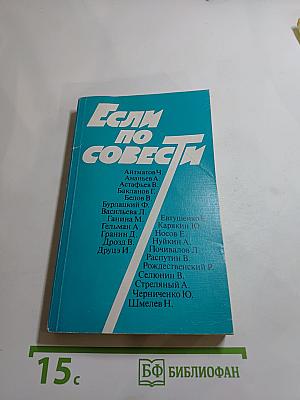 Если
по
совести
Айтматов Ч.
Ананьев А.
Астафьев В.
Бакланов Г.
Белов В.
Бурлацкий Ф.
Васильева Л.
Ганина М.
Гельман А.
Гранин Д.
Дрозд В.
Друцэ И.
Евтушенко Е.
Карякин Ю.
Носов Е.
Нуйкин А.
Почивалов Л.
Распутин В.
Рождественский Р.
Селюнин В.
Стреляный А.
Черниченко Ю.
Шмелев Н.
15с
БФ БИБЛИОФАН